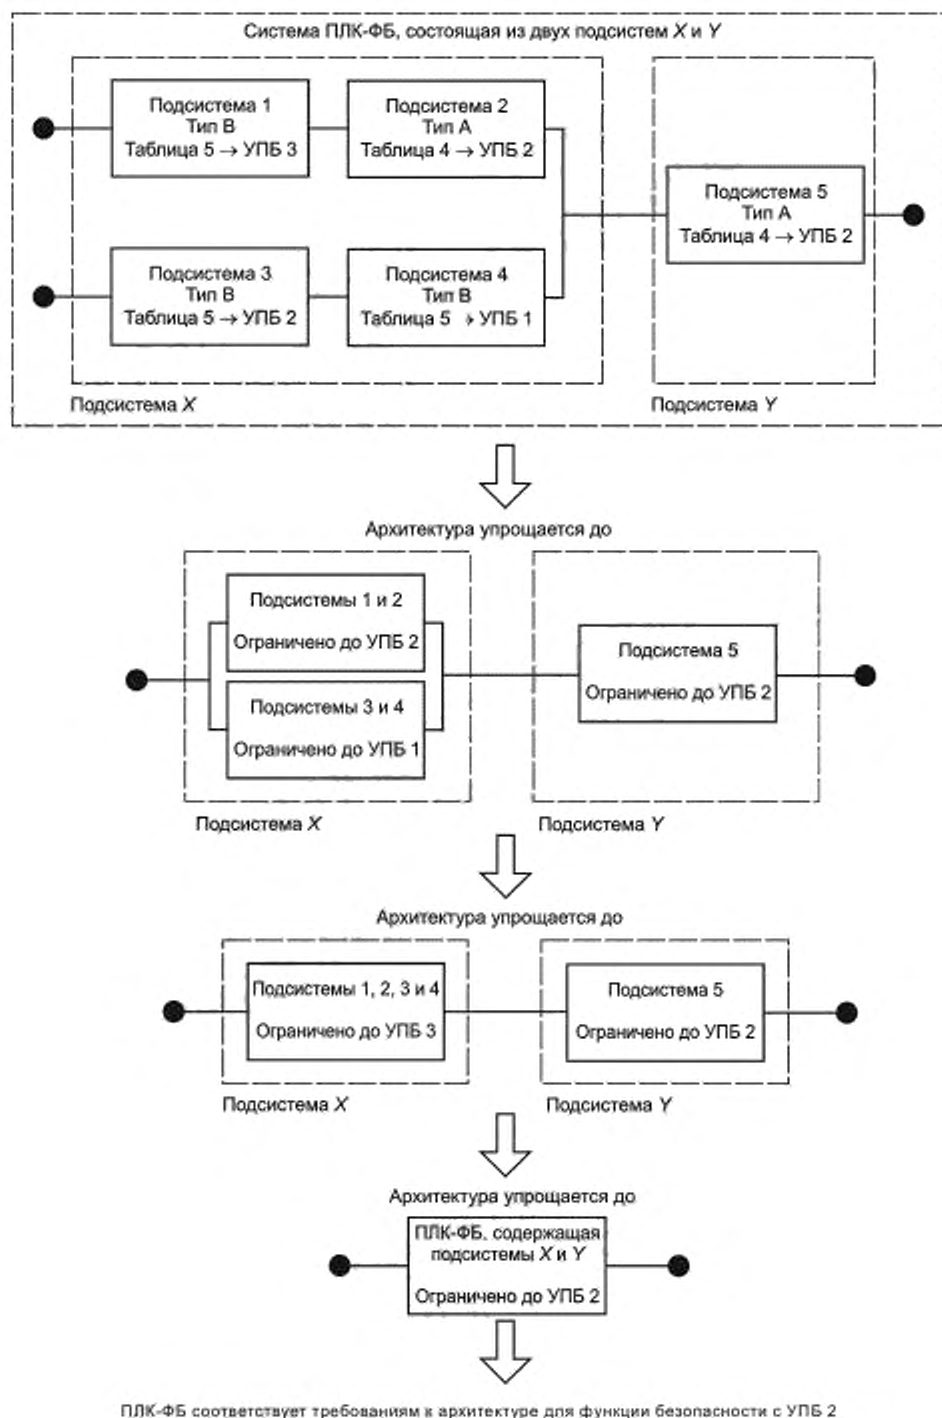 Система ПЛК-ФБ, состоящая из двух подсистем X и Y
Подсистема 1
Тип В
Таблица 5 → УПБ 3
Подсистема 2
Тип А
Таблица 4 → УПБ 2
Подсистема 5
Тип А
Таблица 4 → УПБ 2
Подсистема 3
Тип В
Таблица 5 → УПБ 2
Подсистема 4
Тип В
Таблица 5 → УПБ 1
Подсистема X
Подсистема Y
Архитектура упрощается до
Подсистемы 1 и 2
Ограничено до УПБ 2
Подсистемы 3 и 4
Ограничено до УПБ 1
Подсистема 5
Ограничено до УПБ 2
Подсистема X
Подсистема Y
Архитектура упрощается до
Подсистемы 1, 2, 3 и 4
Ограничено до УПБ 3
Подсистема 5
Ограничено до УПБ 2
Подсистема X
Подсистема Y
Архитектура упрощается до
ПЛК-ФБ, содержащая
подсистемы X и Y
Ограничено до УПБ 2
ПЛК-ФБ соответствует требованиям к архитектуре для функции безопасности с УПБ 2